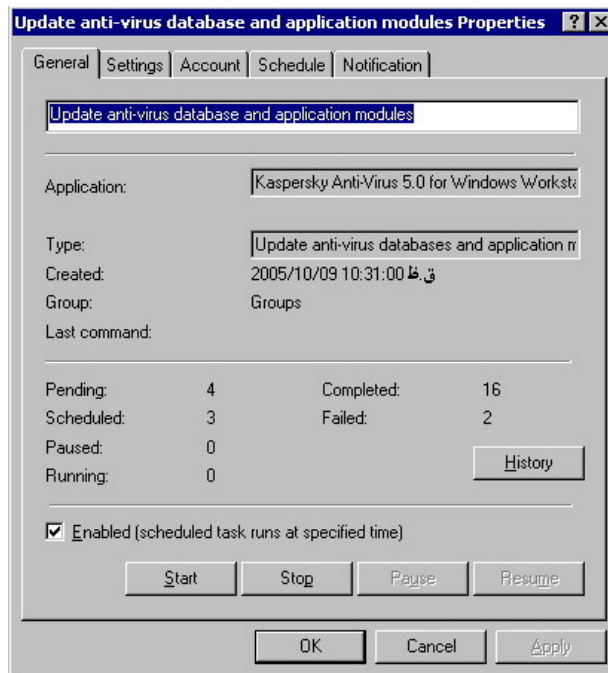 Update anti-virus database and application modules Properties
General Settings Account Schedule Notification
Update anti-virus database and application modules
Application: Kaspersky Anti-Virus 5.0 for Windows Worksta
Type: Update anti-virus databases and application m
Created: 2005/10/09 10:31:00 ق.ظ
Group: Groups
Last command:
Pending: 4 Completed: 16
Scheduled: 3 Failed: 2
Paused: 0
History
Running: 0
Enabled (scheduled task runs at specified time)
Start Stop Pause Resume
OK Cancel Apply